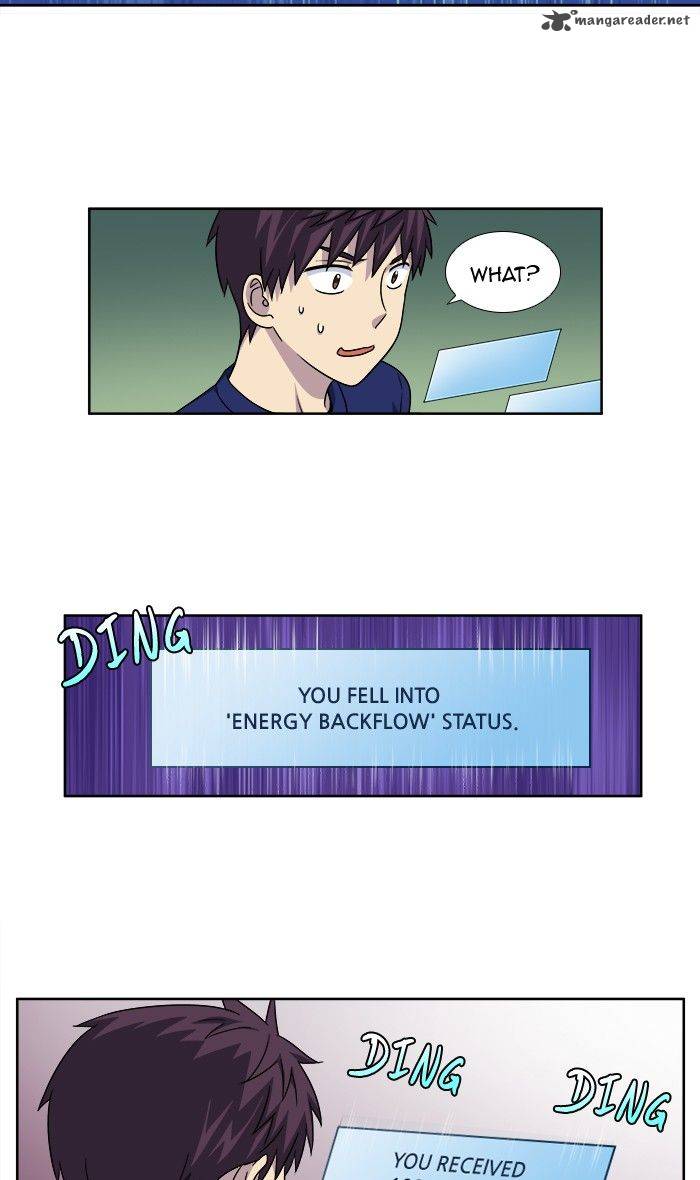 mangareader.net
WHAT?
DING
YOU FELL INTO
'ENERGY BACKFLOW' STATUS.
DING
DING
YOU RECEIVED